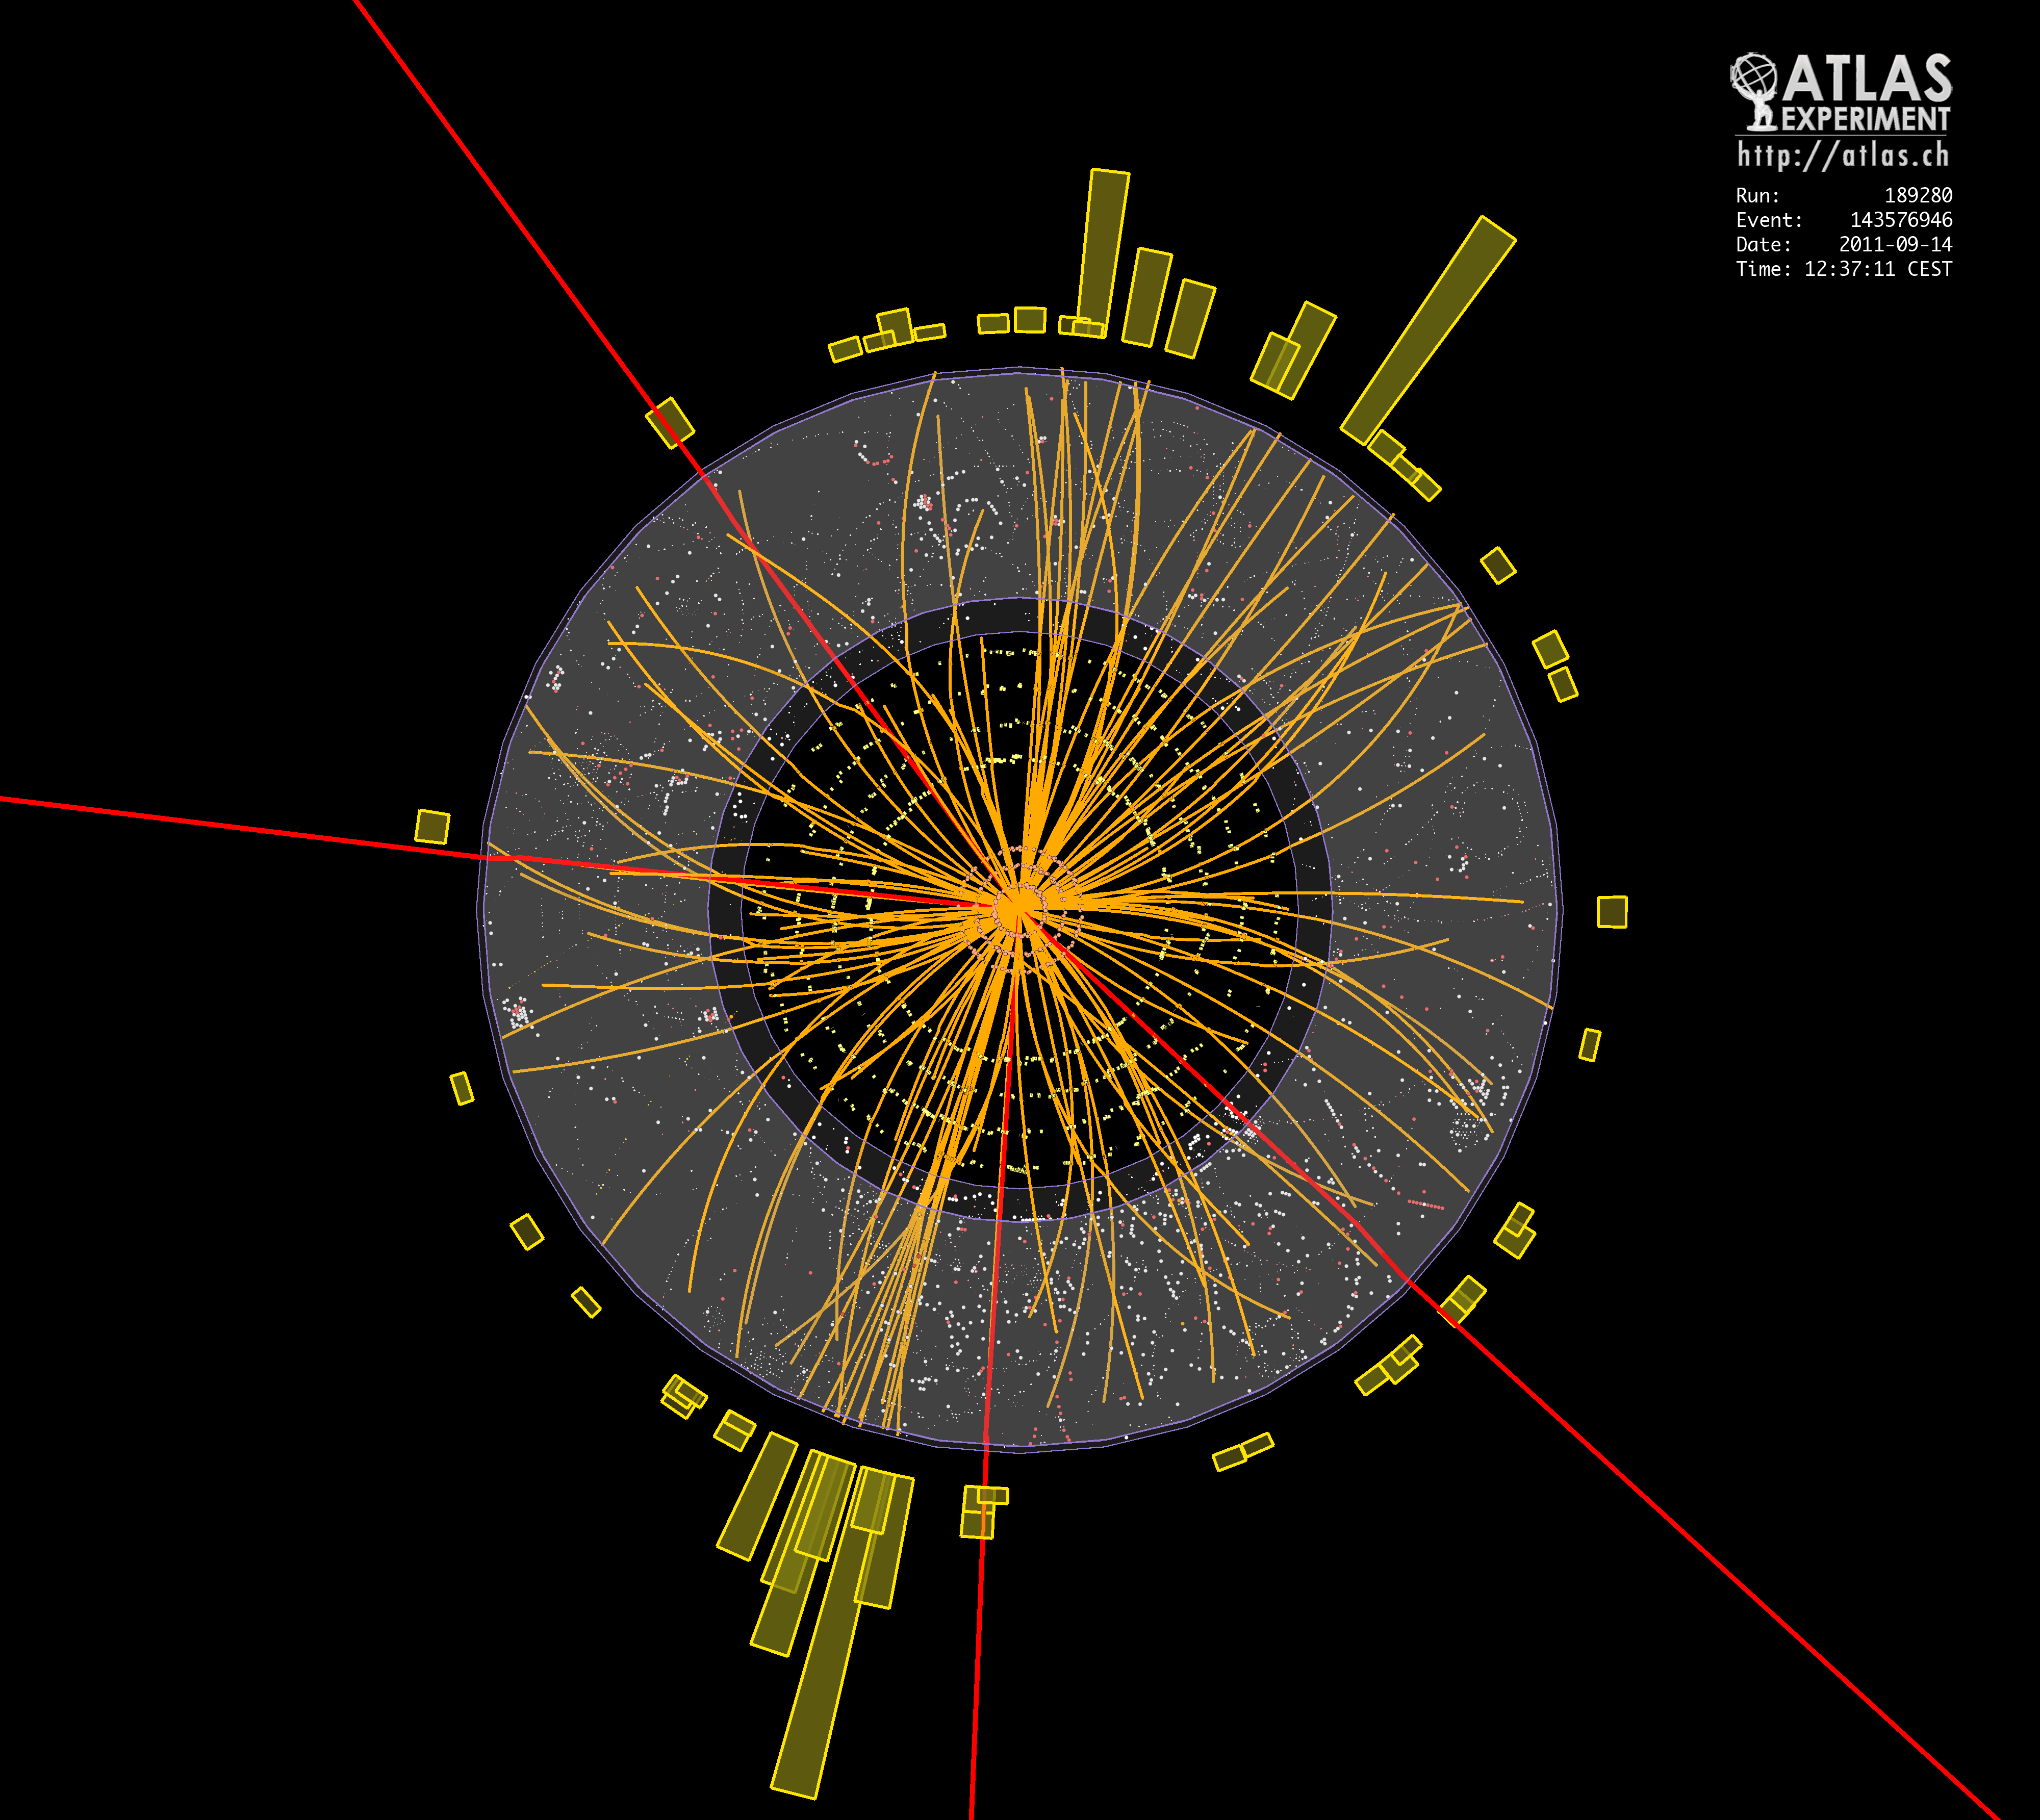 ATLAS
EXPERIMENT
http://atlas.ch
Run: 189280
Event: 143576946
Date: 2011-09-14
Time: 12:37:11 CEST